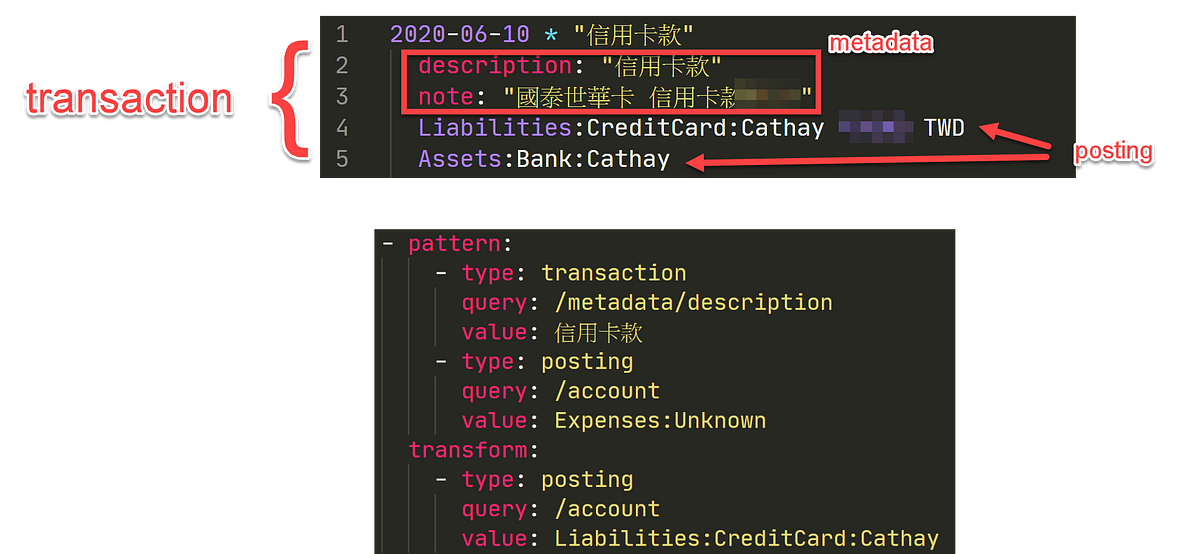 1 2020-06-10 * "信用卡款"
metadata
2 description: "信用卡款"
transaction
3 note: "國泰世華卡 信用卡款"
4 Liabilities:CreditCard:Cathay TWD
posting
5 Assets:Bank:Cathay
- pattern:
- type: transaction
query: /metadata/description
value: 信用卡款
- type: posting
query: /account
value: Expenses:Unknown
transform:
- type: posting
query: /account
value: Liabilities:CreditCard:Cathay